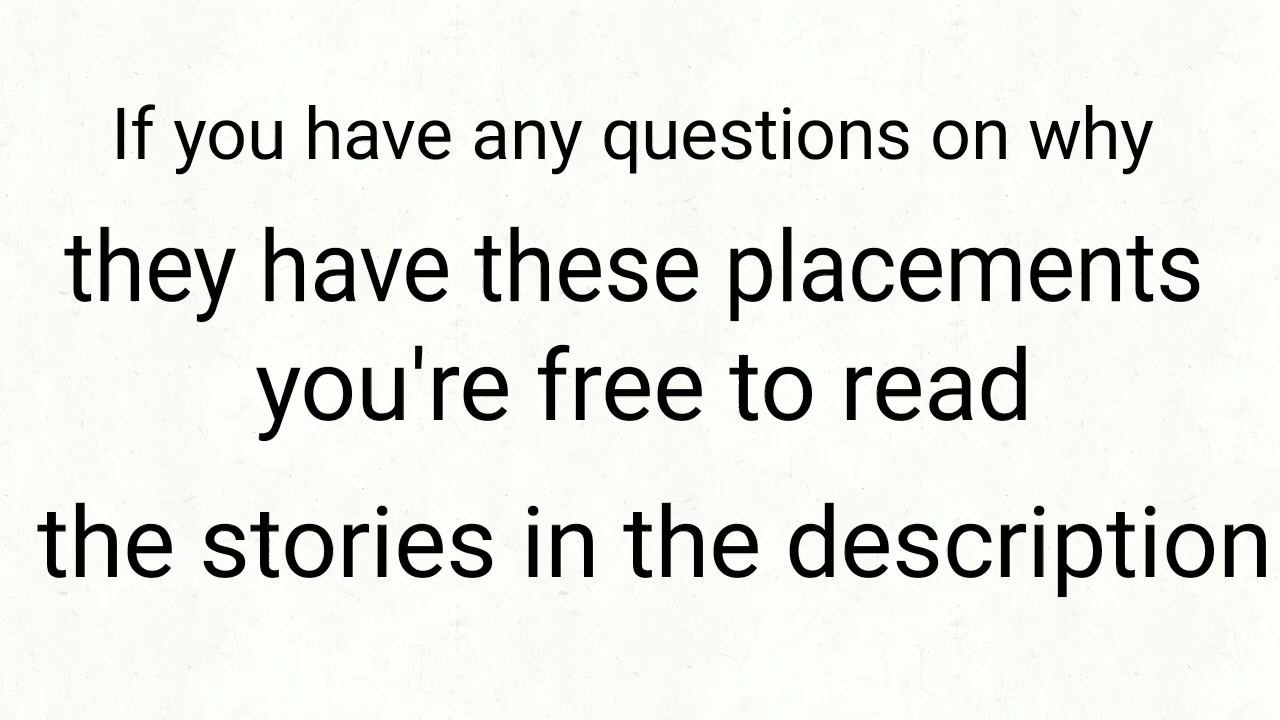 If you have any questions on why
they have these placements
you're free to read
the stories in the description